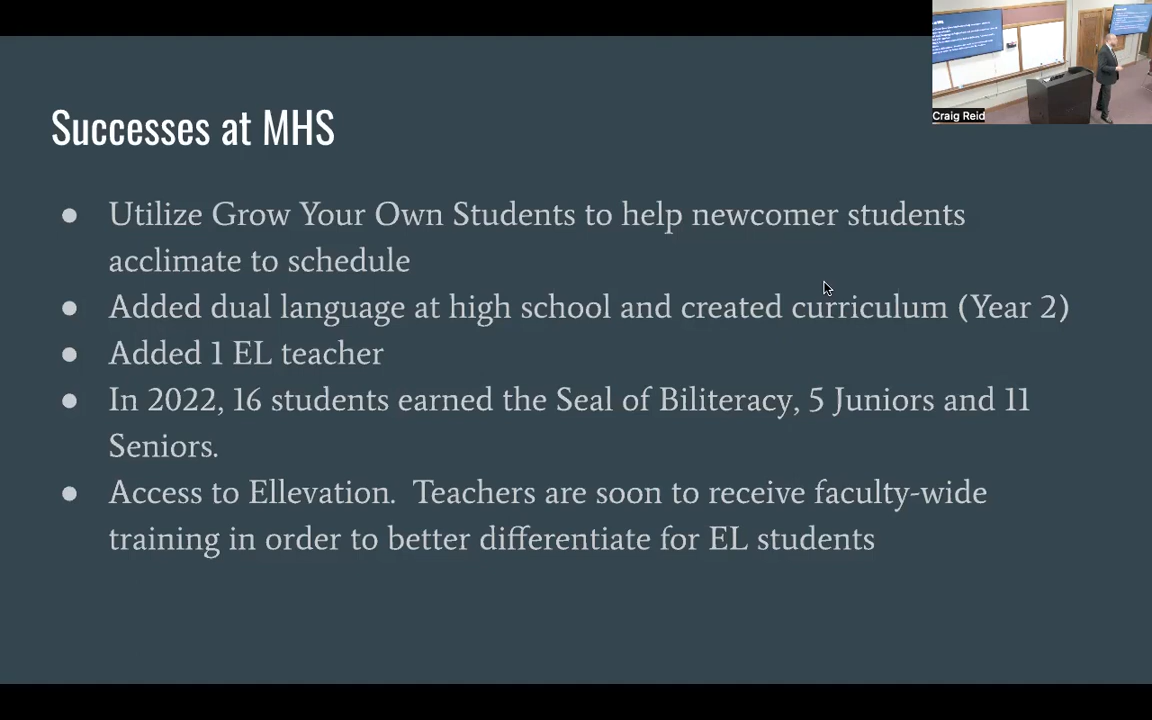 Craig Reid
Successes at MHS
● Utilize Grow Your Own Students to help newcomer students
acclimate to schedule
● Added dual language at high school and created curriculum (Year 2)
● Added 1 EL teacher
● In 2022, 16 students earned the Seal of Biliteracy, 5 Juniors and 11
Seniors.
● Access to Ellevation.  Teachers are soon to receive faculty-wide
training in order to better differentiate for EL students